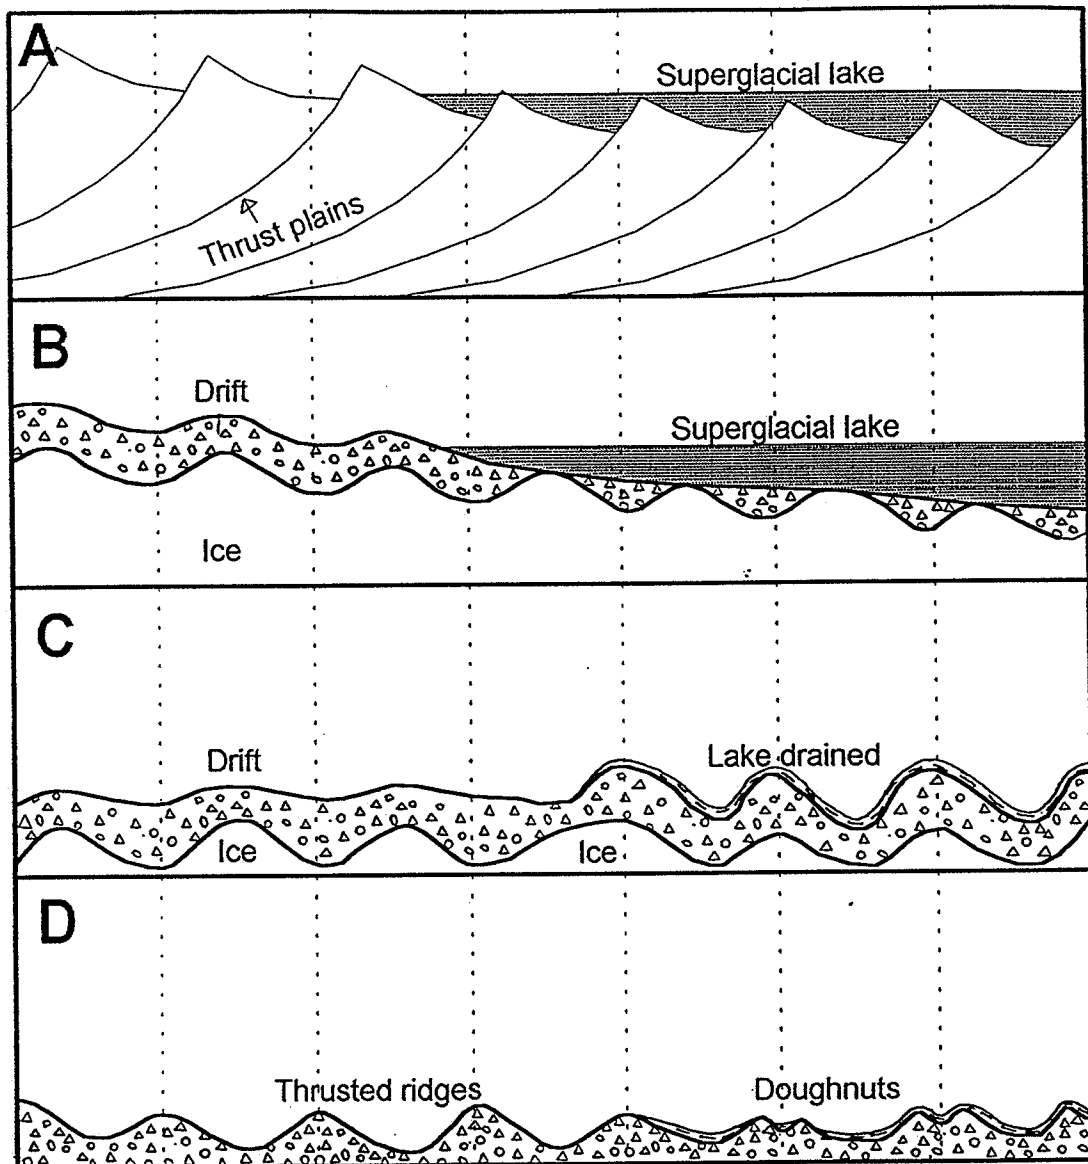 A
Superglacial lake
Thrust plains
B
Drift
Superglacial lake
Ice
C
Drift
Lake drained
Ice
Ice
D
Thrusted ridges
Doughnuts